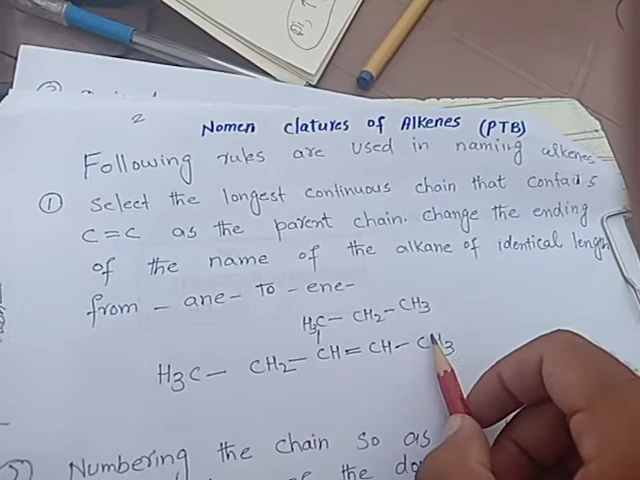 2
Nomen clatures of Alkenes (PTB)
Following rules are used in naming alkenes
① Select the longest continuous chain that contais
C=C as the parent chain. change the ending
of the name of the alkane of identical length
from - ane- To - ene-
H3C- CH2- CH3
H3C- CH2- CH=CH- CH3
Numbering the chain so as
the do